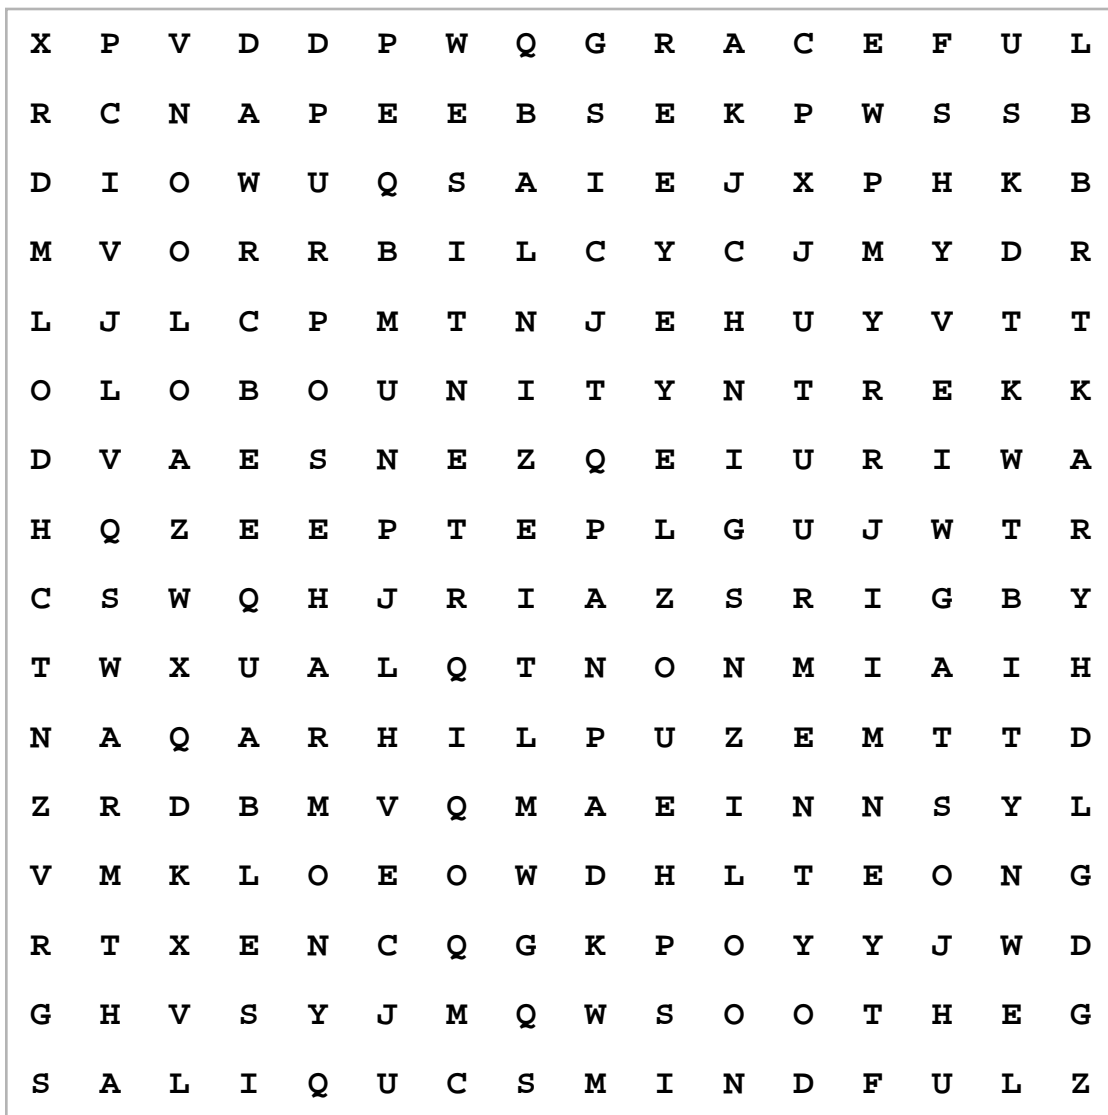 X P V D D P W Q G R A C E F U L
R C N A P E E B S E K P W S S B
D I O W U Q S A I E J X P H K B
M V O R R B I L C Y C J M Y D R
L J L C P M T N J E H U Y V T T
O L O B O U N I T Y N T R E K K
D V A E S N E Z Q E I U R I W A
H Q Z E E P T E P L G U J W T R
C S W Q H J R I A Z S R I G B Y
T W X U A L Q T N O N M I A I H
N A Q A R H I L P U Z E M T T D
Z R D B M V Q M A E I N N S Y L
V M K L O E O W D H L T E O N G
R T X E N C Q G K P O Y Y J W D
G H V S Y J M Q W S O O T H E G
S A L I Q U C S M I N D F U L Z